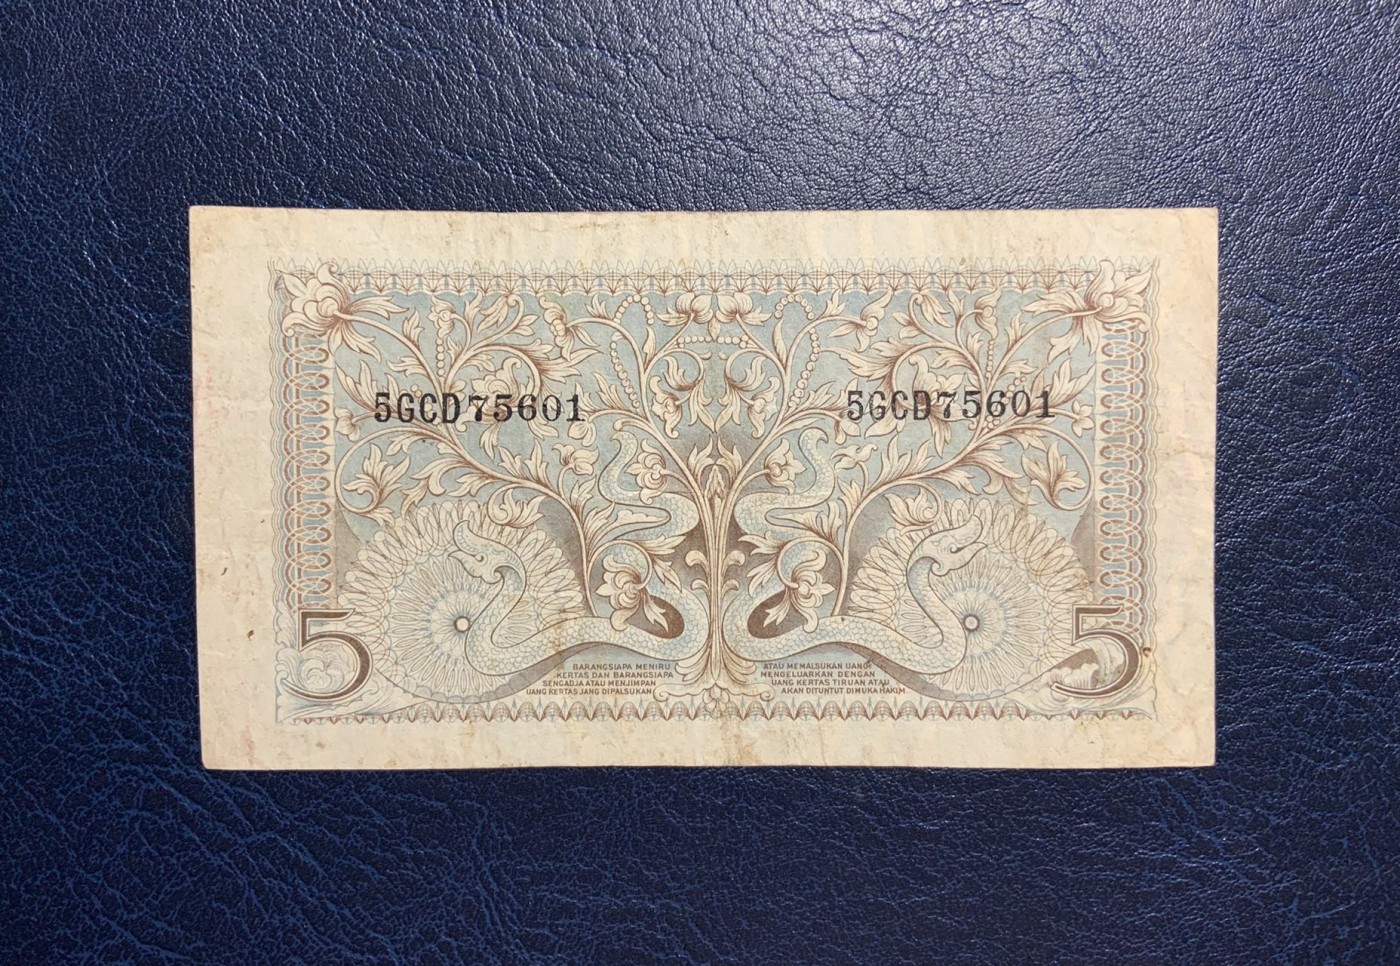 5GCD75601 5GCD75601
5 5
BARANGSIAPA MENIRU
KERTAS DAN BARANGSIAPA
SENGADJA ATAU MENJIMPAN
UANG KERTAS JANG DIPALSUKAN
ATAU MEMALSUKAN UANG
MENGELUARKAN DENGAN
UANG KERTAS TIRUAN ATAU
AKAN DITUNTUT DIMUKA HAKIM